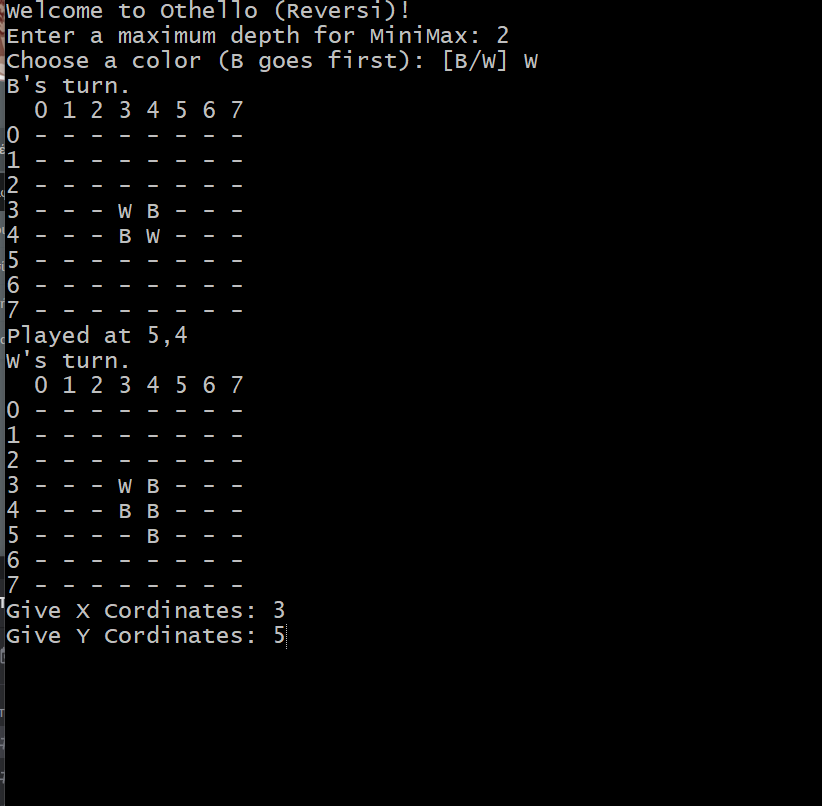 Welcome to Othello (Reversi)!
Enter a maximum depth for MiniMax: 2
Choose a color (B goes first): [B/W] W
B's turn.
  0 1 2 3 4 5 6 7
0 - - - - - - - -
1 - - - - - - - -
2 - - - - - - - -
3 - - - W B - - -
4 - - - B W - - -
5 - - - - - - - -
6 - - - - - - - -
7 - - - - - - - -
Played at 5,4
W's turn.
  0 1 2 3 4 5 6 7
0 - - - - - - - -
1 - - - - - - - -
2 - - - - - - - -
3 - - - W B - - -
4 - - - B B - - -
5 - - - - B - - -
6 - - - - - - - -
7 - - - - - - - -
Give X Cordinates: 3
Give Y Cordinates: 5